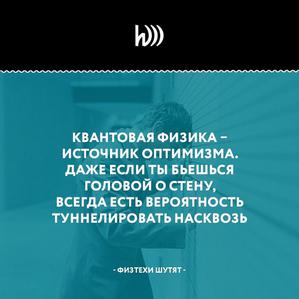 КВАНТОВАЯ ФИЗИКА –
ИСТОЧНИК ОПТИМИЗМА.
ДАЖЕ ЕСЛИ ТЫ БЬЕШЬСЯ
ГОЛОВОЙ О СТЕНУ,
ВСЕГДА ЕСТЬ ВЕРОЯТНОСТЬ
ТУННЕЛИРОВАТЬ НАСКВОЗЬ
- ФИЗТЕХИ ШУТЯТ -